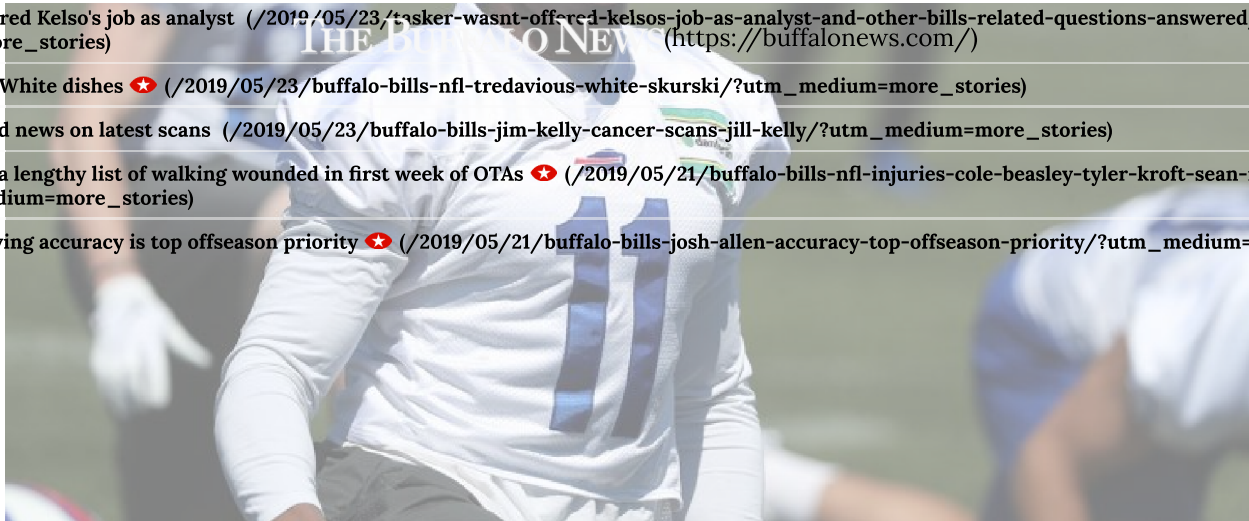 red Kelso's job as analyst (/2019/05/23/tasker-wasnt-offered-kelsos-job-as-analyst-and-other-bills-related-questions-answered
ore_stories)
THE BUFFALO NEWS (https://buffalonews.com/)
White dishes (/2019/05/23/buffalo-bills-nfl-tredavious-white-skurski/?utm_medium=more_stories)
d news on latest scans (/2019/05/23/buffalo-bills-jim-kelly-cancer-scans-jill-kelly/?utm_medium=more_stories)
a lengthy list of walking wounded in first week of OTAs (/2019/05/21/buffalo-bills-nfl-injuries-cole-beasley-tyler-kroft-sean-
dium=more_stories)
ving accuracy is top offseason priority (/2019/05/21/buffalo-bills-josh-allen-accuracy-top-offseason-priority/?utm_medium=
11